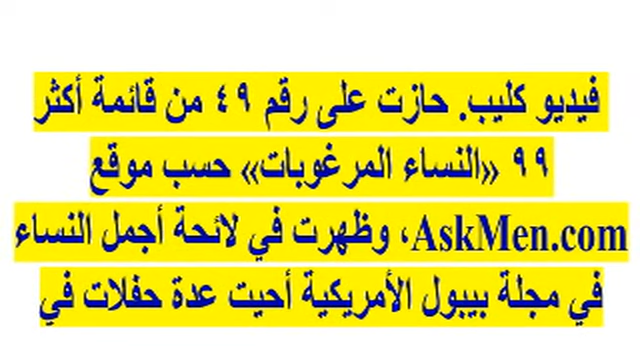 فيديو كليب. حازت على رقم ٤٩ من قائمة أكثر
٩٩ «النساء المرغوبات» حسب موقع
AskMen.com، وظهرت في لائحة أجمل النساء
في مجلة بيبول الأمريكية أحيت عدة حفلات في